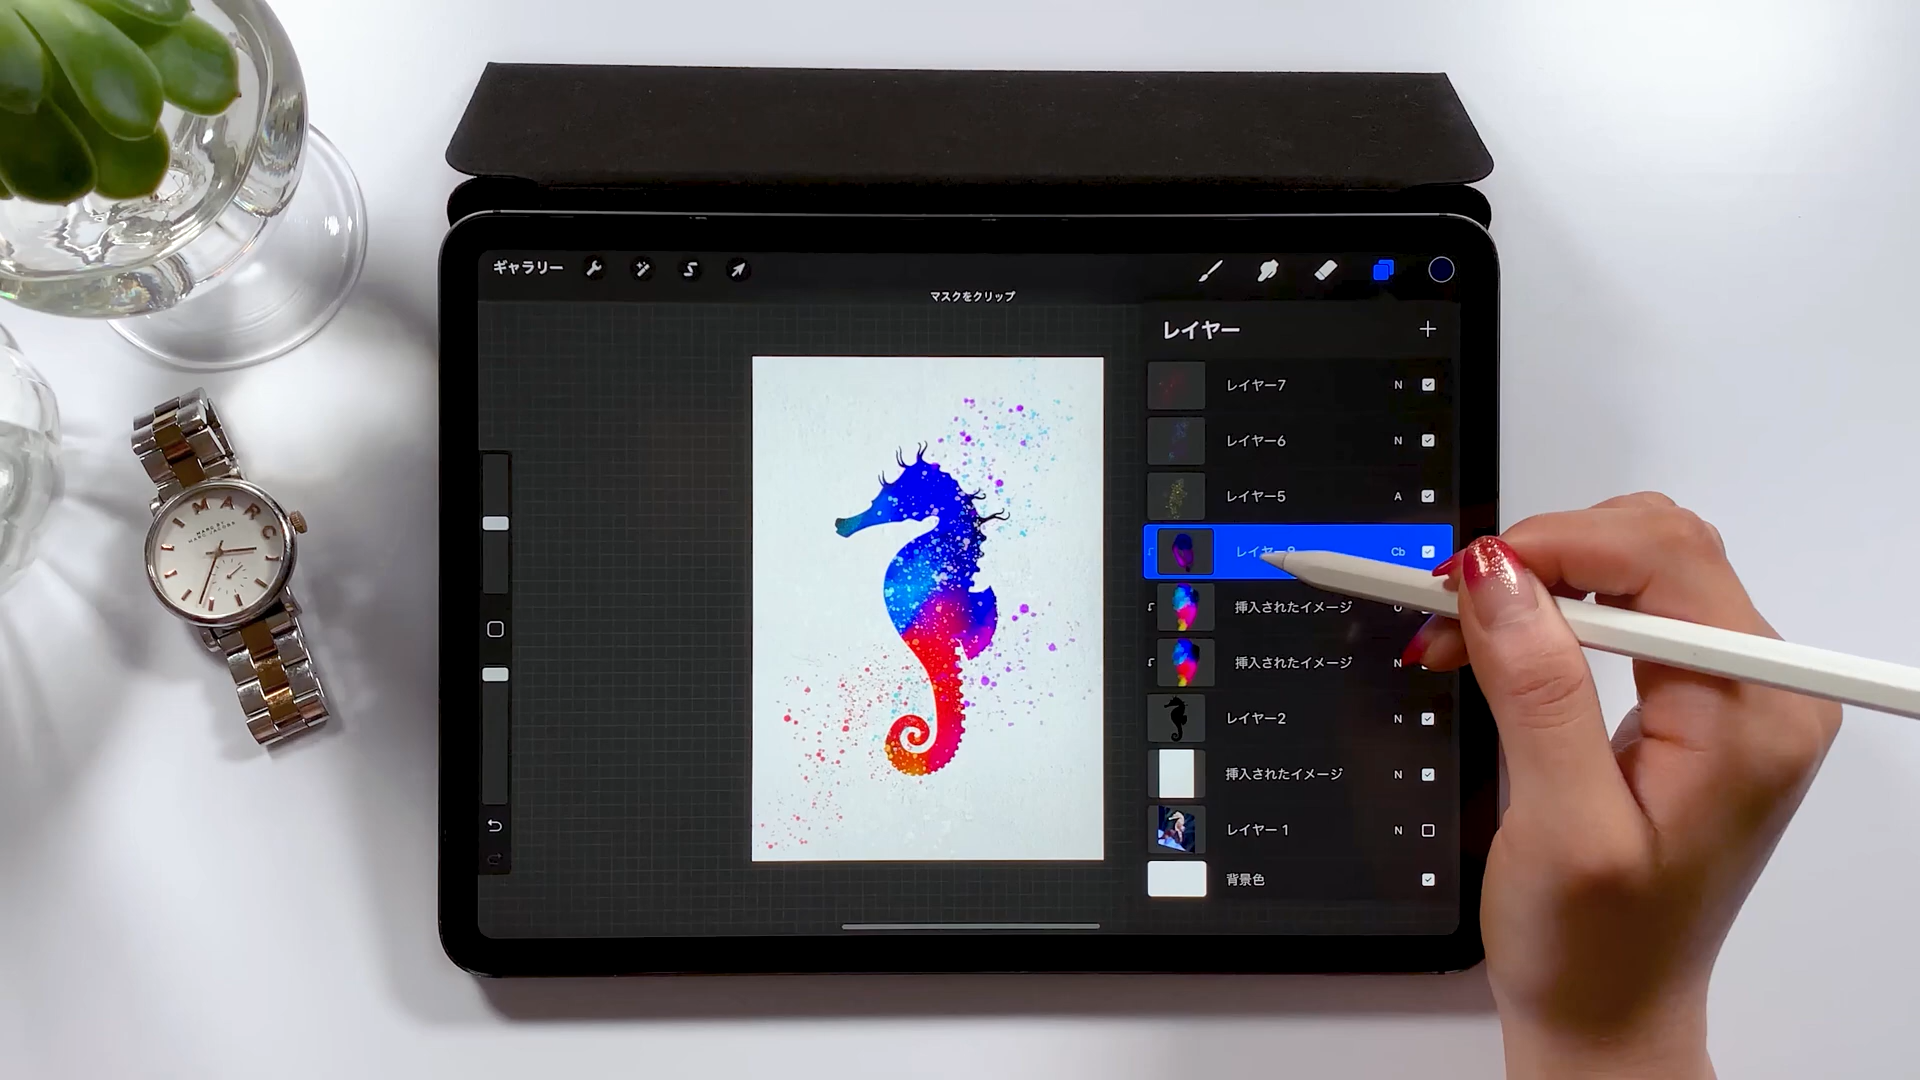 ギャラリー
マスクをクリップ
レイヤー
レイヤー7 N
レイヤー6 N
レイヤー5 A
レイヤー Cb
挿入されたイメージ
挿入されたイメージ N
レイヤー2 N
挿入されたイメージ N
レイヤー 1 N
背景色
MARC
MARC BY
MARC JACOBS